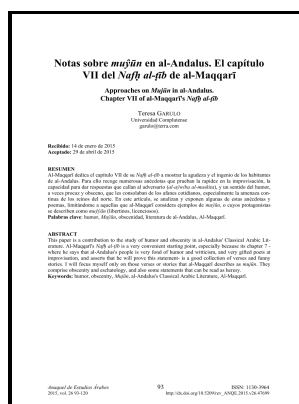 Notas sobre muŷūn en al-Andalus. El capítulo
VII del Nafḥ al-ṭīb de al-Maqqarī
Approaches on Muŷūn in al-Andalus.
Chapter VII of al-Maqqarī's Nafḥ al-ṭīb
Teresa GARULO
Universidad Complutense
garulo@terra.com
Recibido: 14 de enero de 2015
Aceptado: 29 de abril de 2015
RESUMEN
Al-Maqqarī dedica el capítulo VII de su Nafḥ al-ṭīb a mostrar la agudeza y el ingenio de los habitantes
de al-Andalus. Para ello recoge numerosas anécdotas que prueban la rapidez en la improvisación, la
capacidad para dar respuestas que callan al adversario (al-aŷwiba al-muskita), y un sentido del humor,
a veces procaz y obsceno, que les consolaban de los afanes cotidianos, especialmente la amenaza con-
tinua de los reinos del norte. En este artículo, se analizan y exponen algunas de estas anécdotas y
poemas, limitándome a aquellas que al-Maqqarī considera ejemplos de muŷūn, o cuyos protagonistas
se describen como muŷŷān (libertinos, licenciosos).
Palabras clave: humor, Muŷūn, obscenidad, literatura de al-Andalus, Al-Maqqarī.
ABSTRACT
This paper is a contribution to the study of humor and obscenity in al-Andalus' Classical Arabic Lit-
erature. Al-Maqqarī's Nafḥ al-ṭīb is a very convenient starting point, especially because its chapter 7 -
where he says that al-Andalus's people is very fond of humor and witticism, and very gifted poets at
improvisation, and asserts that he will prove this statement- is a good collection of verses and funny
stories. I will focus myself only on those verses or stories that al-Maqqarī describes as muŷūn. They
comprise obscenity and eschatology, and also some statements that can be read as heresy.
Keywords: humor, obscenity, Muŷūn, al-Andalus's Classical Arabic Literature, Al-Maqqarī.
Anaquel de Estudios Árabes
2015, vol. 26 93-120
93
ISSN: 1130-3964
http://dx.doi.org/10.5209/rev_ANQE.2015.v26.47699